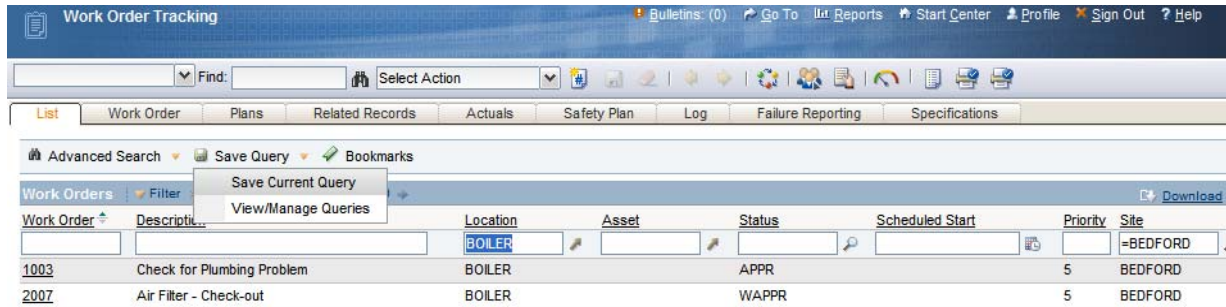 Work Order Tracking
Bulletins: (0) Go To Reports Start Center Profile Sign Out ? Help
Find: Select Action
List Work Order Plans Related Records Actuals Safety Plan Log Failure Reporting Specifications
Advanced Search Save Query Bookmarks
Save Current Query
View/Manage Queries
Work Orders Filter Download
Work Order Location Asset Status Scheduled Start Priority Site
BOILER =BEDFORD
1003 Check for Plumbing Problem BOILER APPR 5 BEDFORD
2007 Air Filter - Check-out BOILER WAPPR 5 BEDFORD